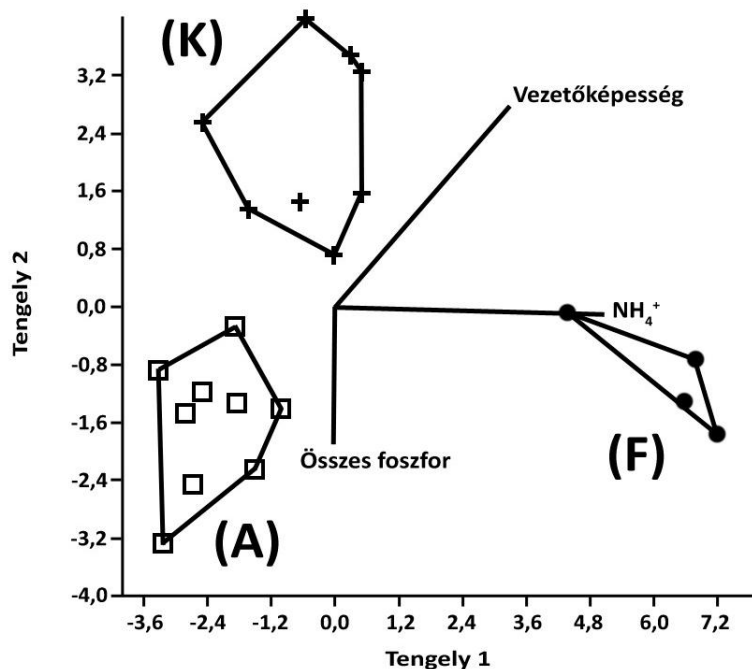 (K)
3,2
2,4
1,6
0,8
0,0
-0,8
-1,6
-2,4
-3,2
-4,0
Tengely 2
Vezetőképesség
NH₄⁺
Összes foszfor
(F)
(A)
-3,6 -2,4 -1,2 0,0 1,2 2,4 3,6 4,8 6,0 7,2
Tengely 1